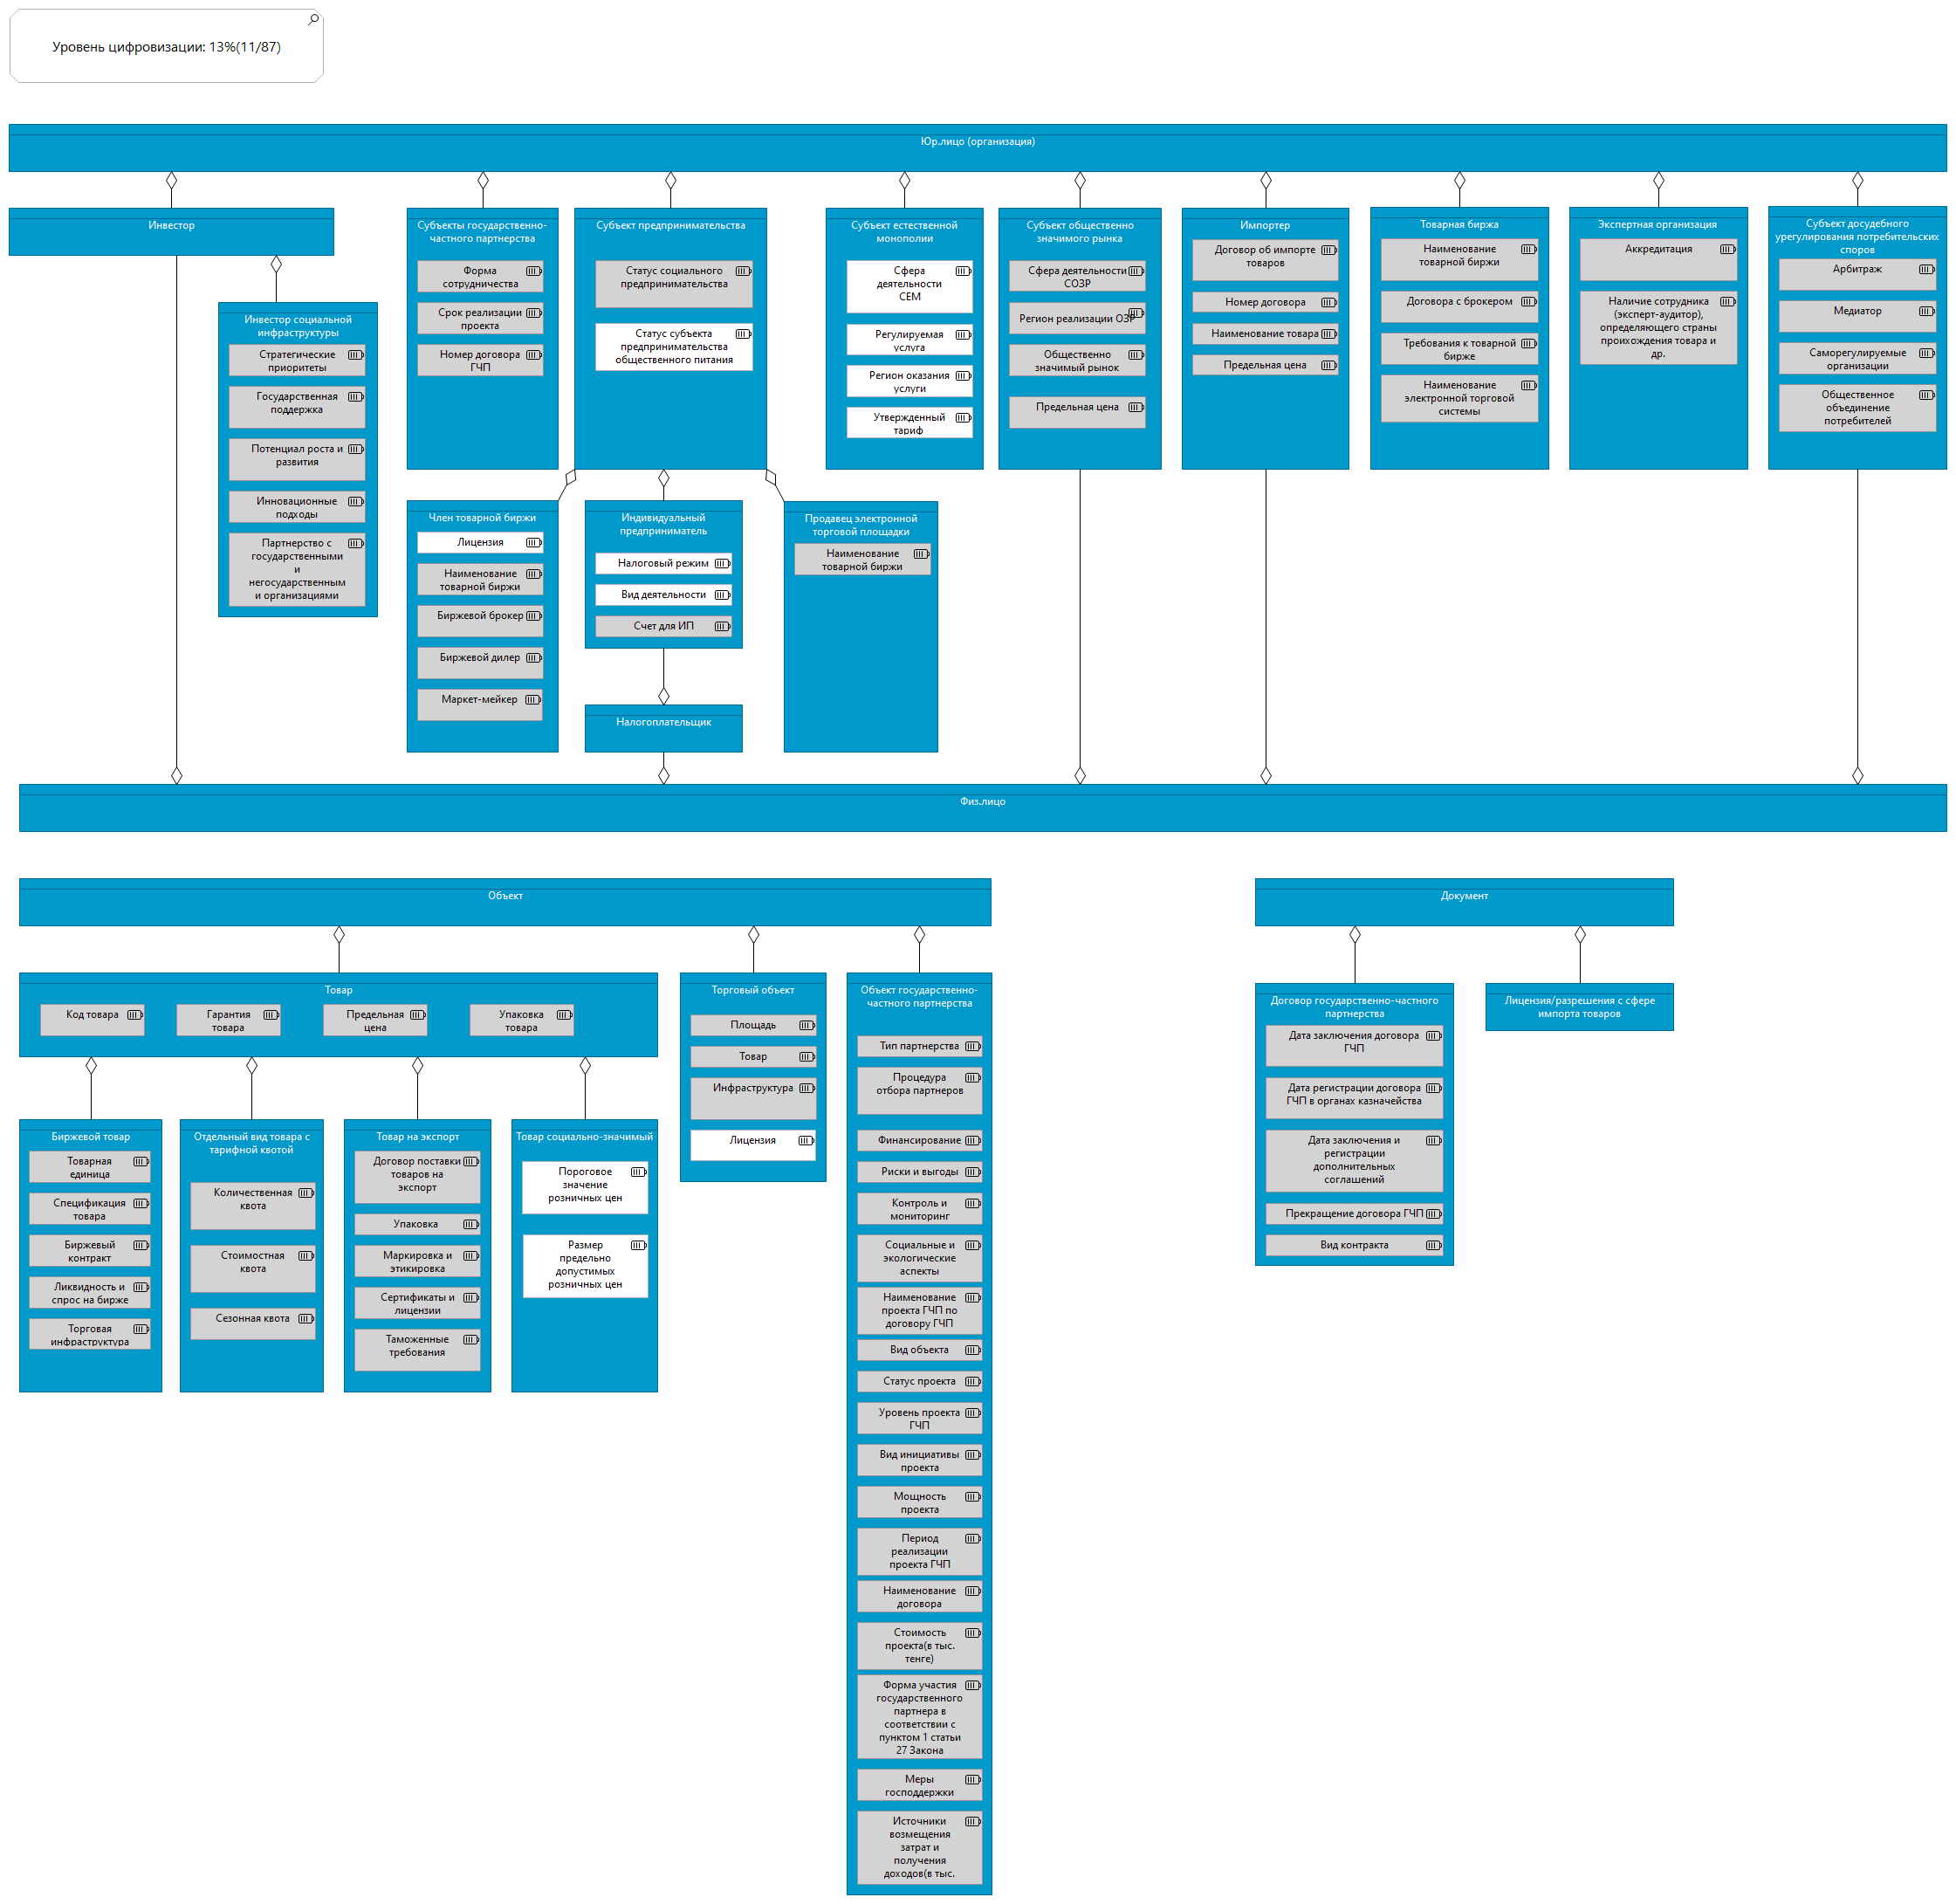 Уровень цифровизации: 13%(11/87)
Юр.лицо (организация)
Инвестор
Инвестор социальной
инфраструктуры
Стратегические
приоритеты
Государственная
поддержка
Потенциал роста и
развития
Инновационные
подходы
Партнерство с
государственными
и
негосударственным
и организациями
Субъекты государственно-
частного партнерства
Форма
сотрудничества
Срок реализации
проекта
Номер договора
ГЧП
Субъект предпринимательства
Статус социального
предпринимательства
Статус субъекта
предпринимательства
общественного питания
Субъект естественной
монополии
Сфера
деятельности
СЕМ
Регулируемая
услуга
Регион оказания
услуги
Утвержденный
тариф
Субъект общественно
значимого рынка
Сфера деятельности
СОЗР
Регион реализации ОЗР
Общественно
значимый рынок
Предельная цена
Импортер
Договор об импорте
товаров
Номер договора
Наименование товара
Предельная цена
Товарная биржа
Наименование
товарной биржи
Договора с брокером
Требования к товарной
бирже
Наименование
электронной торговой
системы
Экспертная организация
Аккредитация
Наличие сотрудника
(эксперт-аудитор),
определяющего страны
проихождения товара и
др.
Субъект досудебного
урегулирования потребительских
споров
Арбитраж
Медиатор
Саморегулируемые
организации
Общественное
объединение
потребителей
Член товарной биржи
Лицензия
Наименование
товарной биржи
Биржевой брокер
Биржевой дилер
Маркет-мейкер
Индивидуальный
предприниматель
Налоговый режим
Вид деятельности
Счет для ИП
Продавец электронной
торговой площадки
Наименование
товарной биржи
Налогоплательщик
Физ.лицо
Объект
Товар
Код товара
Гарантия
товара
Предельная
цена
Упаковка
товара
Биржевой товар
Товарная
единица
Спецификация
товара
Биржевый
контракт
Ликвидность и
спрос на бирже
Торговая
инфраструктура
Отдельный вид товара с
тарифной квотой
Количественная
квота
Стоимостная
квота
Сезонная квота
Товар на экспорт
Договор поставки
товаров на
экспорт
Упаковка
Маркировка и
этикировка
Сертификаты и
лицензии
Таможенные
требования
Товар социально-значимый
Пороговое
значение
розничных цен
Размер
предельно
допустимых
розничных цен
Торговый объект
Площадь
Товар
Инфраструктура
Лицензия
Объект государственно-
частного партнерства
Тип партнерства
Процедура
отбора партнеров
Финансирование
Риски и выгоды
Контроль и
мониторинг
Социальные и
экологические
аспекты
Наименование
проекта ГЧП по
договору ГЧП
Вид объекта
Статус проекта
Уровень проекта
ГЧП
Вид инициативы
проекта
Мощность
проекта
Период
реализации
проекта ГЧП
Наименование
договора
Стоимость
проекта(в тыс.
тенге)
Форма участия
государственного
партнера в
соответствии с
пунктом 1 статьи
27 Закона
Меры
господдержки
Источники
возмещения
затрат и
получения
доходов(в тыс.
Документ
Договор государственно-частного
партнерства
Дата заключения договора
ГЧП
Дата регистрации договора
ГЧП в органах казначейства
Дата заключения и
регистрации
дополнительных
соглашений
Прекращение договора ГЧП
Вид контракта
Лицензия/разрешения с сфере
импорта товаров